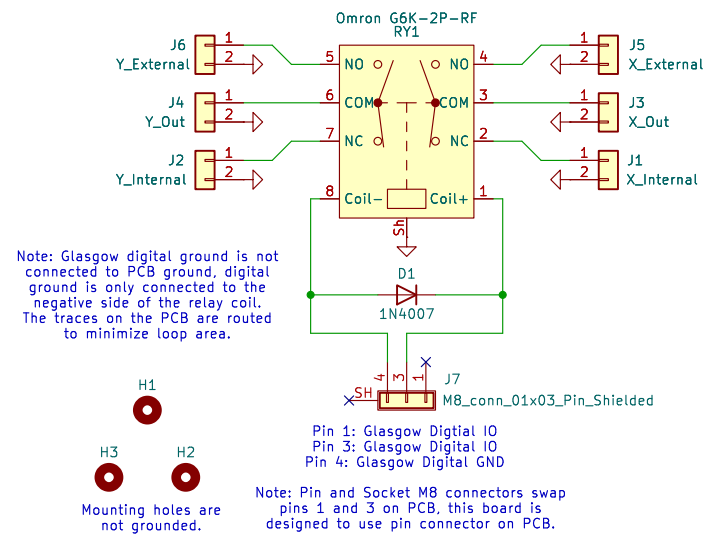 Omron G6K-2P-RF
RY1
J6
1
2
Y_External
5
NO
NO
4
1
2
J5
X_External
J4
1
2
Y_Out
6
COM
COM
3
1
2
J3
X_Out
J2
1
2
Y_Internal
7
NC
NC
2
1
2
J1
X_Internal
8
Coil-
Coil+
1
Sh
Note: Glasgow digital ground is not
connected to PCB ground, digital
ground is only connected to the
negative side of the relay coil.
The traces on the PCB are routed
to minimize loop area.
D1
1N4007
4
3
1
SH
J7
M8_conn_01x03_Pin_Shielded
H1
H3
H2
Mounting holes are
not grounded.
Pin 1: Glasgow Digtial IO
Pin 3: Glasgow Digital IO
Pin 4: Glasgow Digital GND
Note: Pin and Socket M8 connectors swap
pins 1 and 3 on PCB, this board is
designed to use pin connector on PCB.